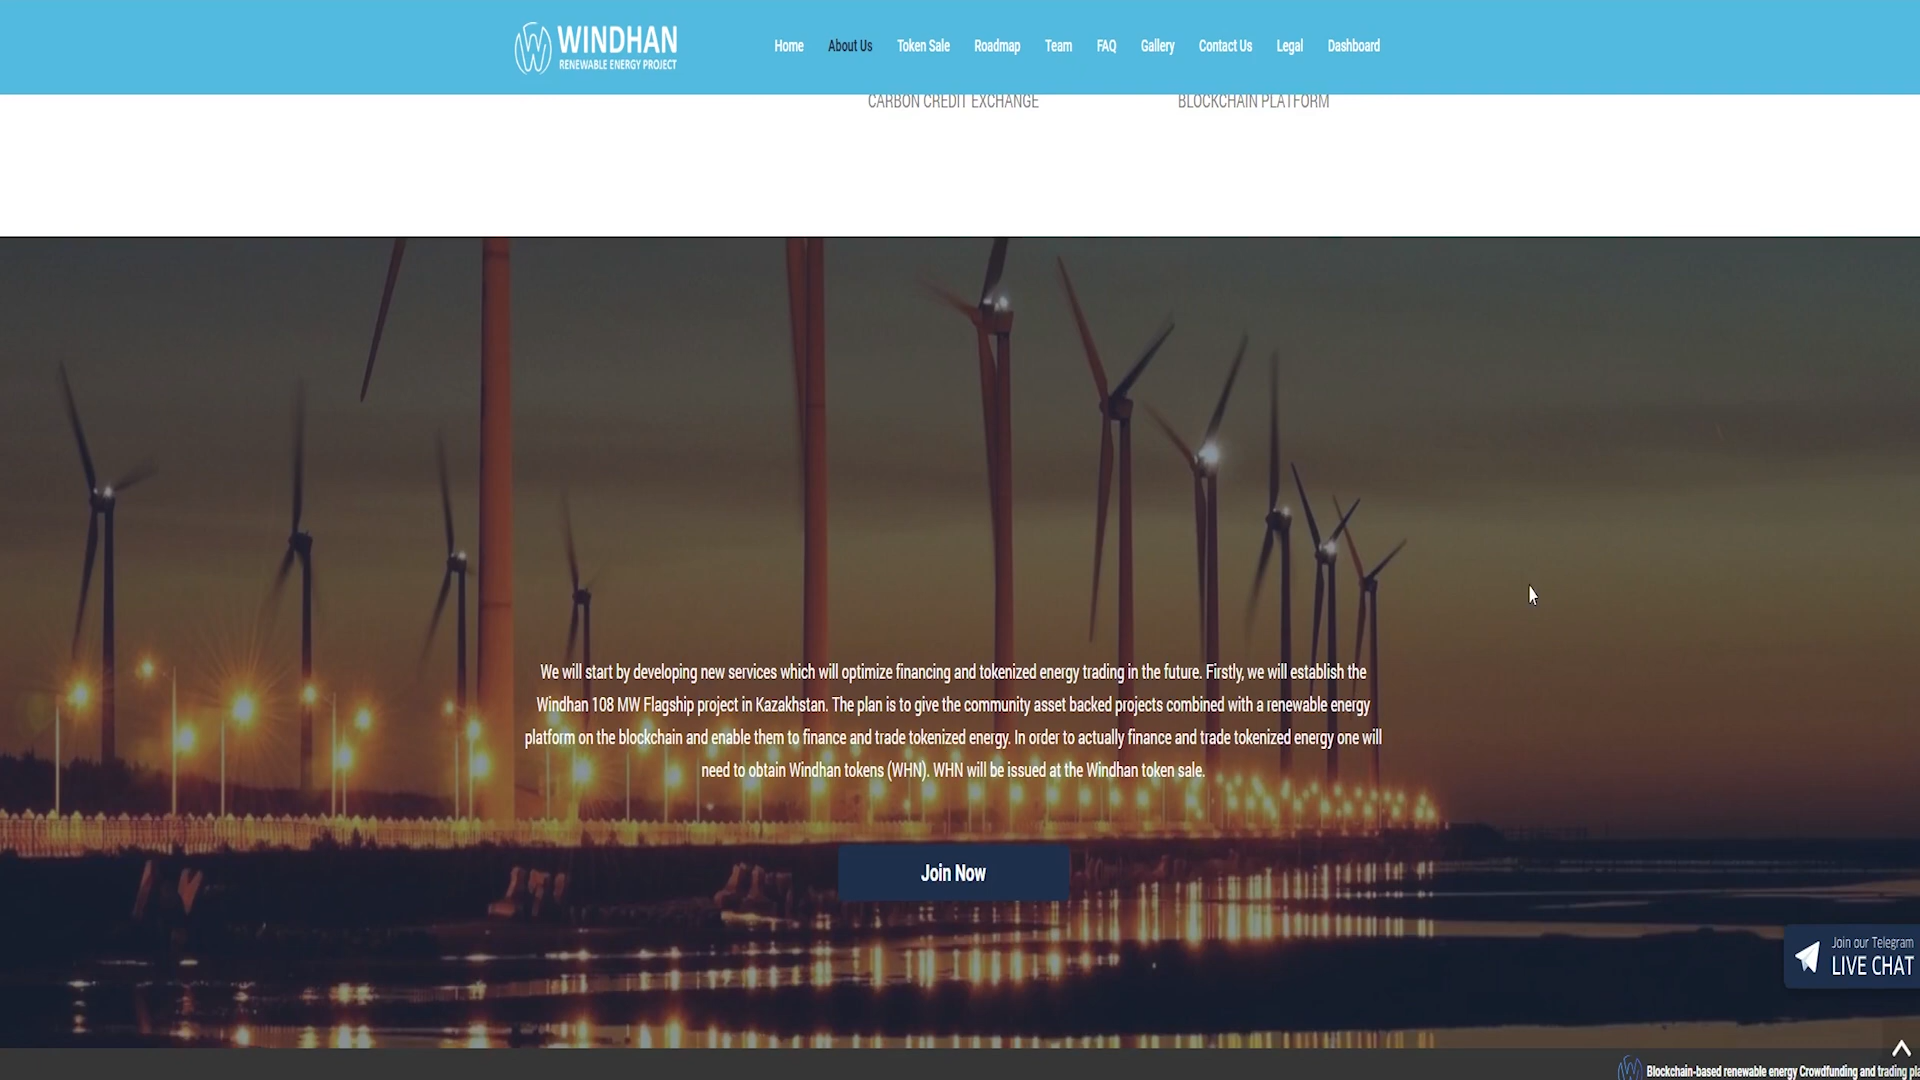 WINDHAN
RENEWABLE ENERGY PROJECT
Home About Us Token Sale Roadmap Team FAQ Gallery Contact Us Legal Dashboard
CARBON CREDIT EXCHANGE BLOCKCHAIN PLATFORM
We will start by developing new services which will optimize financing and tokenized energy trading in the future. Firstly, we will establish the
Windhan 108 MW Flagship project in Kazakhstan. The plan is to give the community asset backed projects combined with a renewable energy
platform on the blockchain and enable them to finance and trade tokenized energy. In order to actually finance and trade tokenized energy one will
need to obtain Windhan tokens (WHN). WHN will be issued at the Windhan token sale.
Join Now
Join our Telegram
LIVE CHAT
Blockchain-based renewable energy Crowdfunding and trading